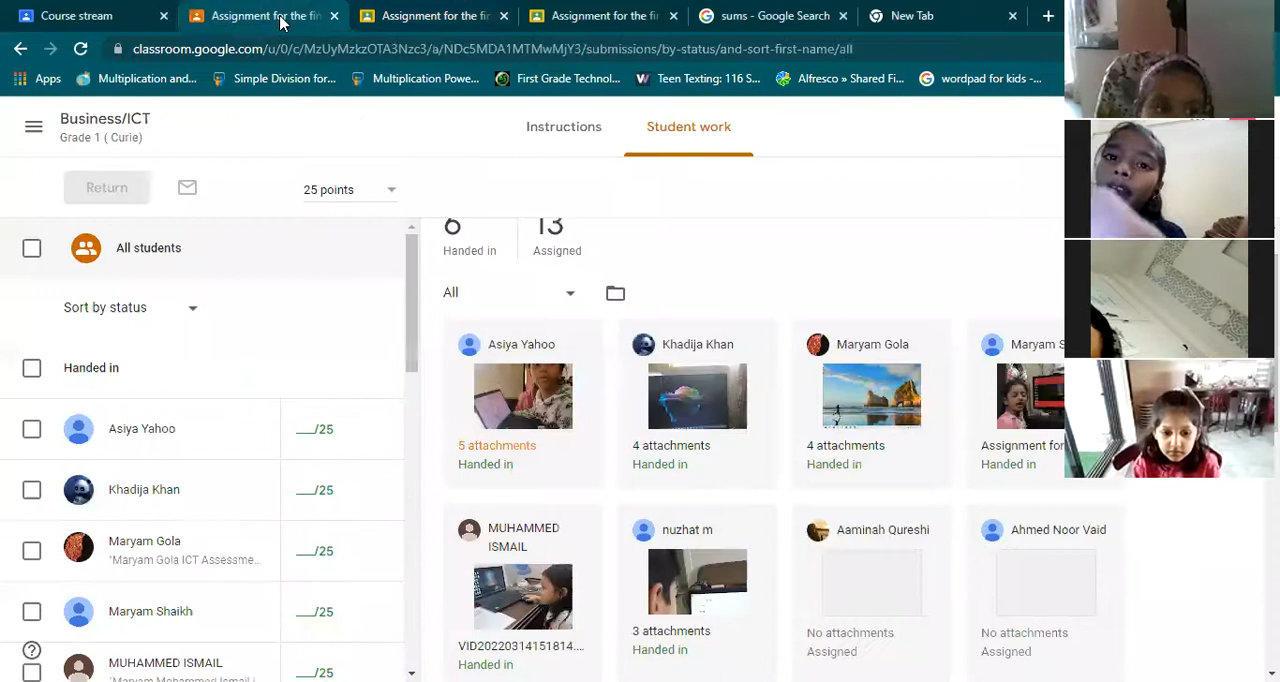 Course stream
Assignment for the fin
Assignment for the fir
Assignment for the fir
sums - Google Search
New Tab
classroom.google.com/u/0/c/MzUyMzkzOTA3Nzc3/a/NDc5MDA1MTMwMjY3/submissions/by-status/and-sort-first-name/all
Apps
Multiplication and...
Simple Division for...
Multiplication Powe...
First Grade Technol...
Teen Texting: 116 S...
Alfresco » Shared Fi...
wordpad for kids -...
Business/ICT
Grade 1 ( Curie)
Instructions
Student work
Return
25 points
All students
Sort by status
Handed in
Asiya Yahoo
__/25
Khadija Khan
__/25
Maryam Gola
"Maryam Gola ICT Assessme...
__/25
Maryam Shaikh
__/25
MUHAMMED ISMAIL
__/25
6
Handed in
13
Assigned
All
Asiya Yahoo
5 attachments
Handed in
Khadija Khan
4 attachments
Handed in
Maryam Gola
4 attachments
Handed in
Maryam S
Assignment for
Handed in
MUHAMMED
ISMAIL
VID20220314151814....
Handed in
nuzhat m
3 attachments
Handed in
Aaminah Qureshi
No attachments
Assigned
Ahmed Noor Vaid
No attachments
Assigned